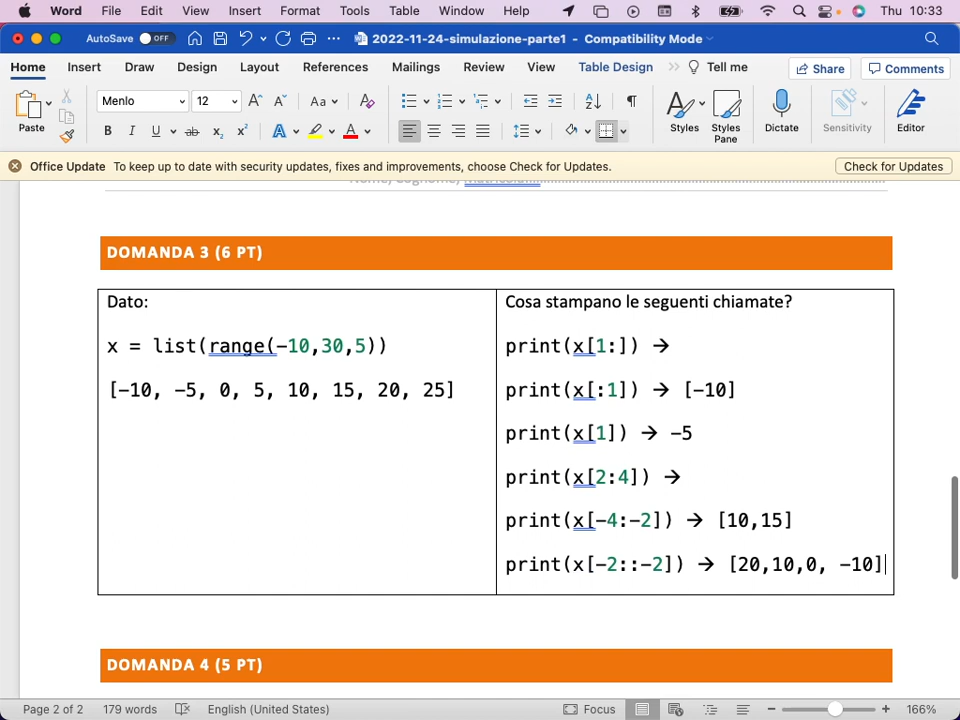 Word File Edit View Insert Format Tools Table Window Help Thu 10:33
AutoSave OFF 2022-11-24-simulazione-parte1 - Compatibility Mode
Home Insert Draw Design Layout References Mailings Review View Table Design Tell me Share Comments
Paste Menlo 12 Styles Styles Pane Dictate Sensitivity Editor
Office Update To keep up to date with security updates, fixes and improvements, choose Check for Updates. Check for Updates
DOMANDA 3 (6 PT)
Dato:
x = list(range(-10,30,5))
[-10, -5, 0, 5, 10, 15, 20, 25]
Cosa stampano le seguenti chiamate?
print(x[1:]) →
print(x[:1]) → [-10]
print(x[1]) → -5
print(x[2:4]) →
print(x[-4:-2]) → [10,15]
print(x[-2::-2]) → [20,10,0, -10]
DOMANDA 4 (5 PT)
Page 2 of 2 179 words English (United States) Focus 166%